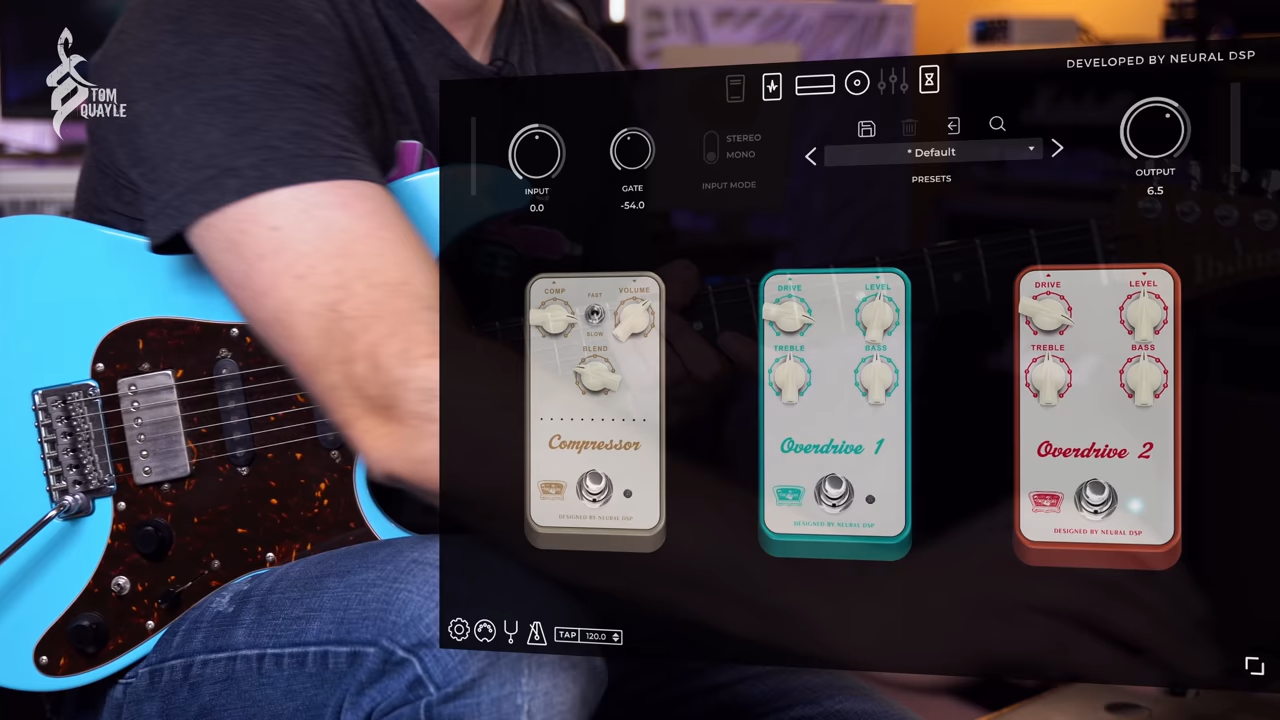 TOM
QUAYLE
DEVELOPED BY NEURAL DSP
INPUT
0.0
GATE
-54.0
STEREO
MONO
INPUT MODE
* Default
PRESETS
OUTPUT
6.5
COMP
VOLUME
FAST
SLOW
BLEND
Compressor
DESIGNED BY NEURAL DSP
DRIVE
LEVEL
TREBLE
BASS
Overdrive 1
DESIGNED BY NEURAL DSP
DRIVE
LEVEL
TREBLE
BASS
Overdrive 2
DESIGNED BY NEURAL DSP
TAP 120.0